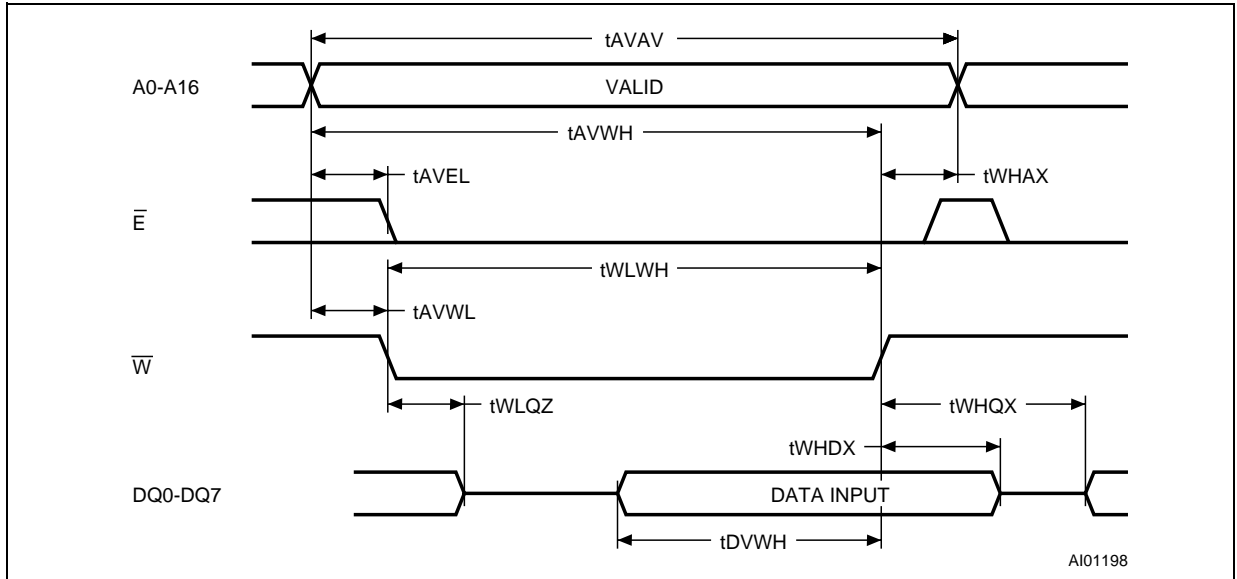 tAVAV
A0-A16
VALID
tAVWH
tAVEL
tWHAX
E̅
tWLWH
tAVWL
W̅
tWLQZ
tWHQX
tWHDX
DQ0-DQ7
DATA INPUT
tDVWH
AI01198